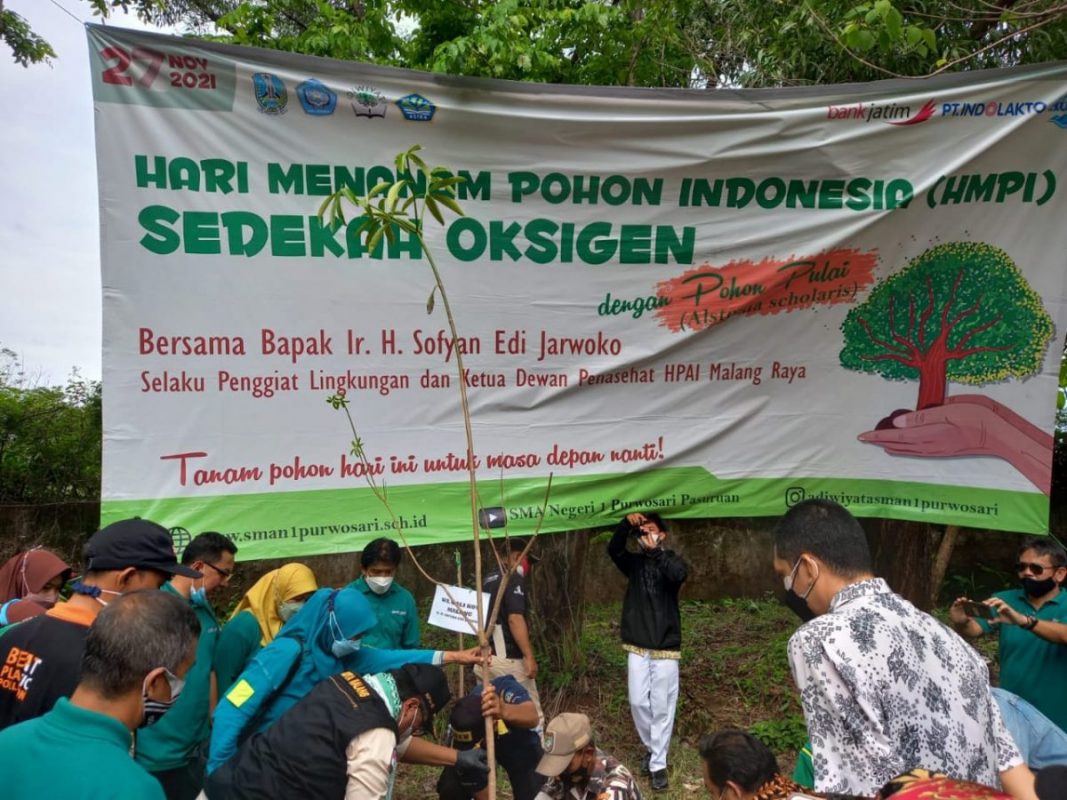 27 NOV 2021
bankjatim PT.INDOLAKTO
HARI MENANAM POHON INDONESIA (HMPI)
SEDEKAH OKSIGEN
dengan Pohon Pulai
(Alstonia scholaris)
Bersama Bapak Ir. H. Sofyan Edi Jarwoko
Selaku Penggiat Lingkungan dan Ketua Dewan Penasehat HPAI Malang Raya
Tanam pohon hari ini untuk masa depan nanti!
www.sman1purwosari.sch.id
SMA Negeri 1 Purwosari Pasuruan
adiwiyatasman1purwosari
MALANG